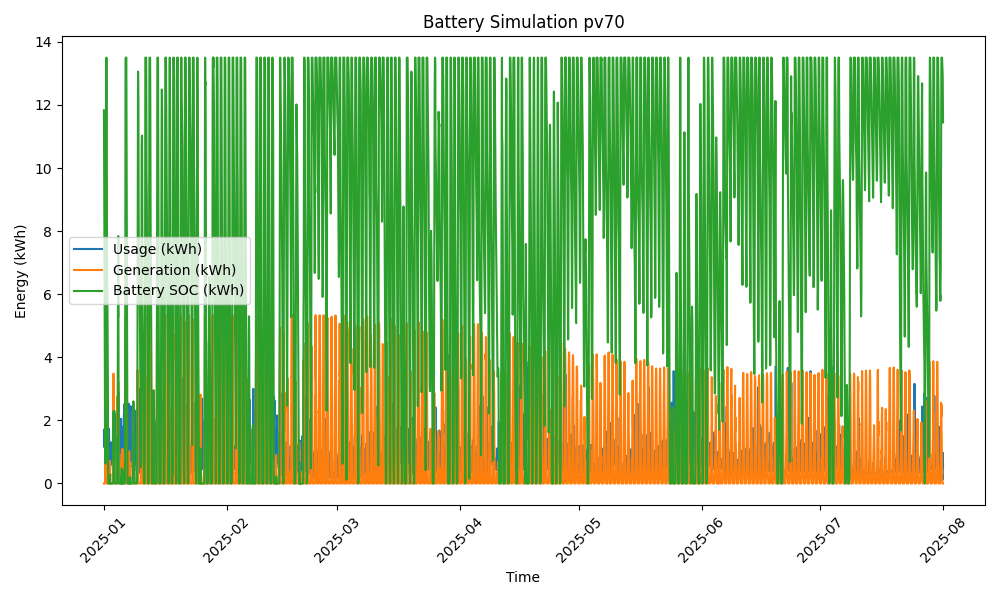 Battery Simulation pv70
Energy (kWh)
14
12
10
8
6
4
2
0
Usage (kWh)
Generation (kWh)
Battery SOC (kWh)
2025-01
2025-02
2025-03
2025-04
2025-05
2025-06
2025-07
2025-08
Time